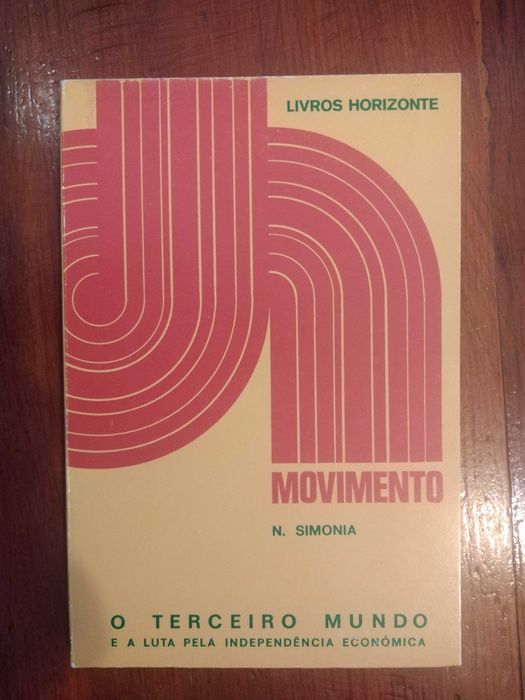 LIVROS HORIZONTE
MOVIMENTO
N. SIMONIA
O TERCEIRO MUNDO
E A LUTA PELA INDEPENDÊNCIA ECONÓMICA